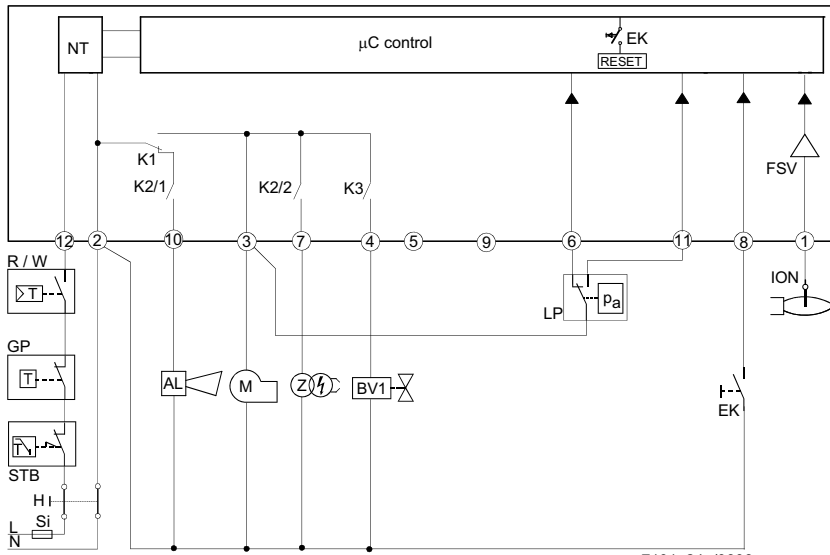 NT
µC control
EK
RESET
FSV
K1
K2/1
K2/2
K3
12
2
10
3
7
4
5
9
6
11
8
1
R / W
T
GP
T
STB
T
H
Si
L
N
AL
M
Z
BV1
LP
pa
ION
EK